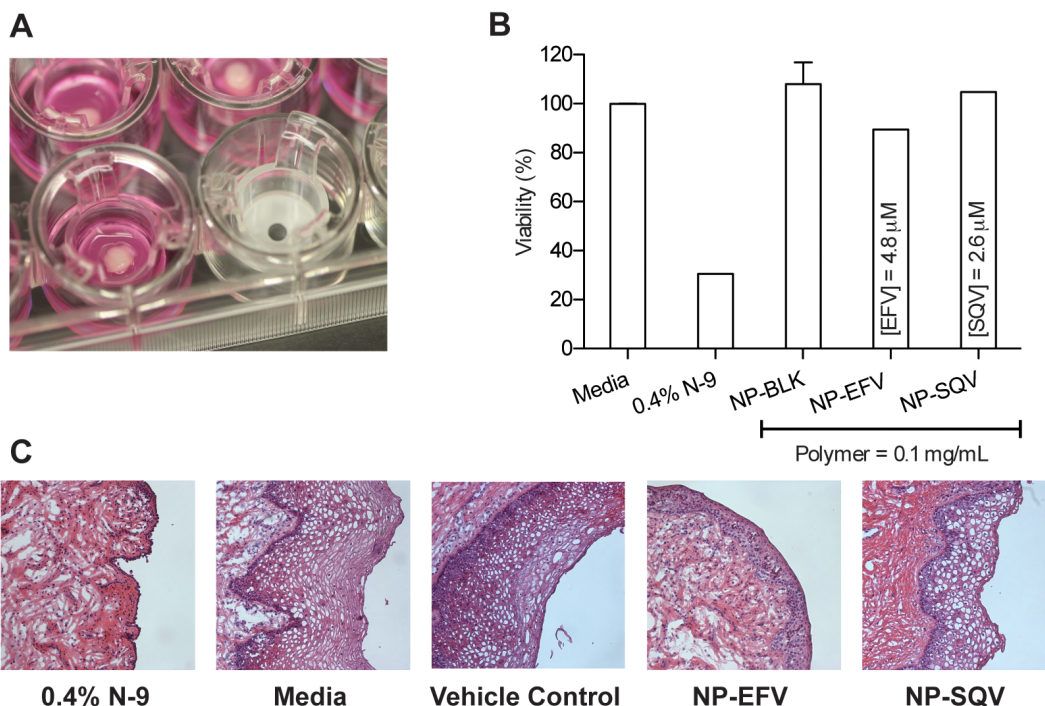 A
B
120
100
80
60
40
20
0
Viability (%)
[EFV] = 4.8 μM
[SQV] = 2.6 μM
Media
0.4% N-9
NP-BLK
NP-EFV
NP-SQV
Polymer = 0.1 mg/mL
C
0.4% N-9
Media
Vehicle Control
NP-EFV
NP-SQV